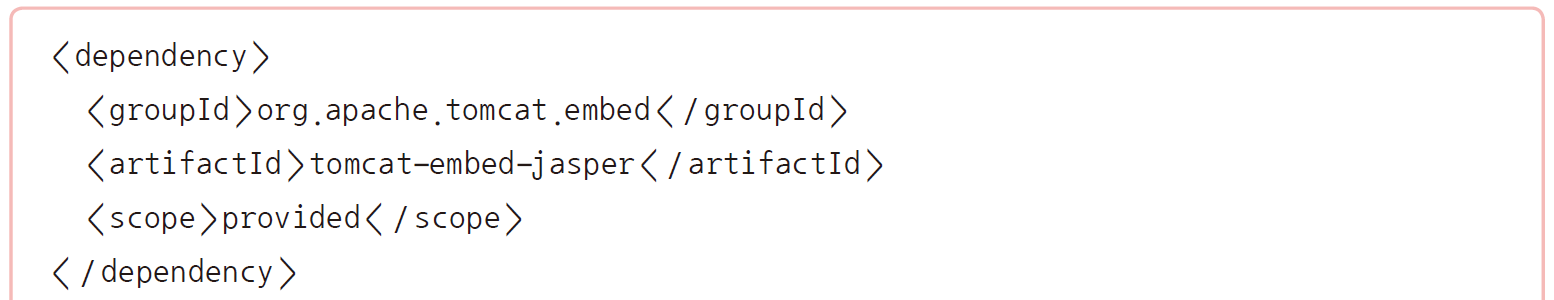 <dependency>
<groupId>org.apache.tomcat.embed</groupId>
<artifactId>tomcat-embed-jasper</artifactId>
<scope>provided</scope>
</dependency>